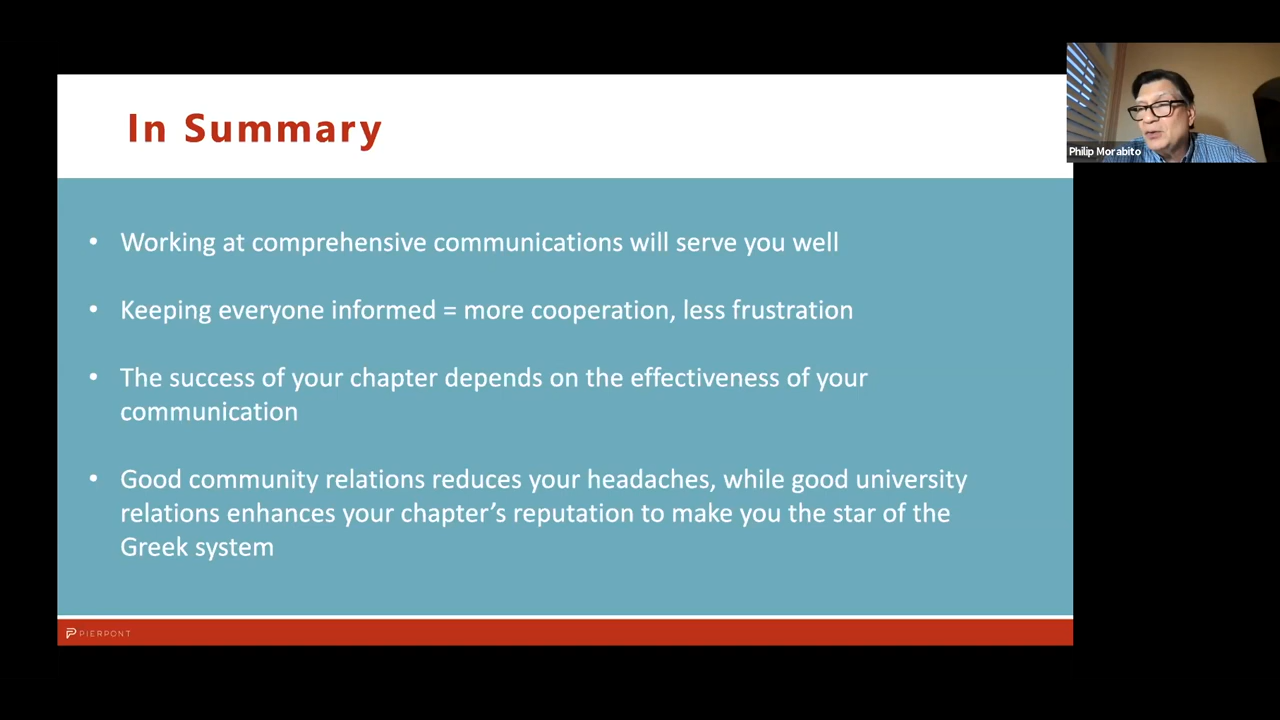 In Summary
Philip Morabito
• Working at comprehensive communications will serve you well
• Keeping everyone informed = more cooperation, less frustration
• The success of your chapter depends on the effectiveness of your
communication
• Good community relations reduces your headaches, while good university
relations enhances your chapter’s reputation to make you the star of the
Greek system
PIERPONT